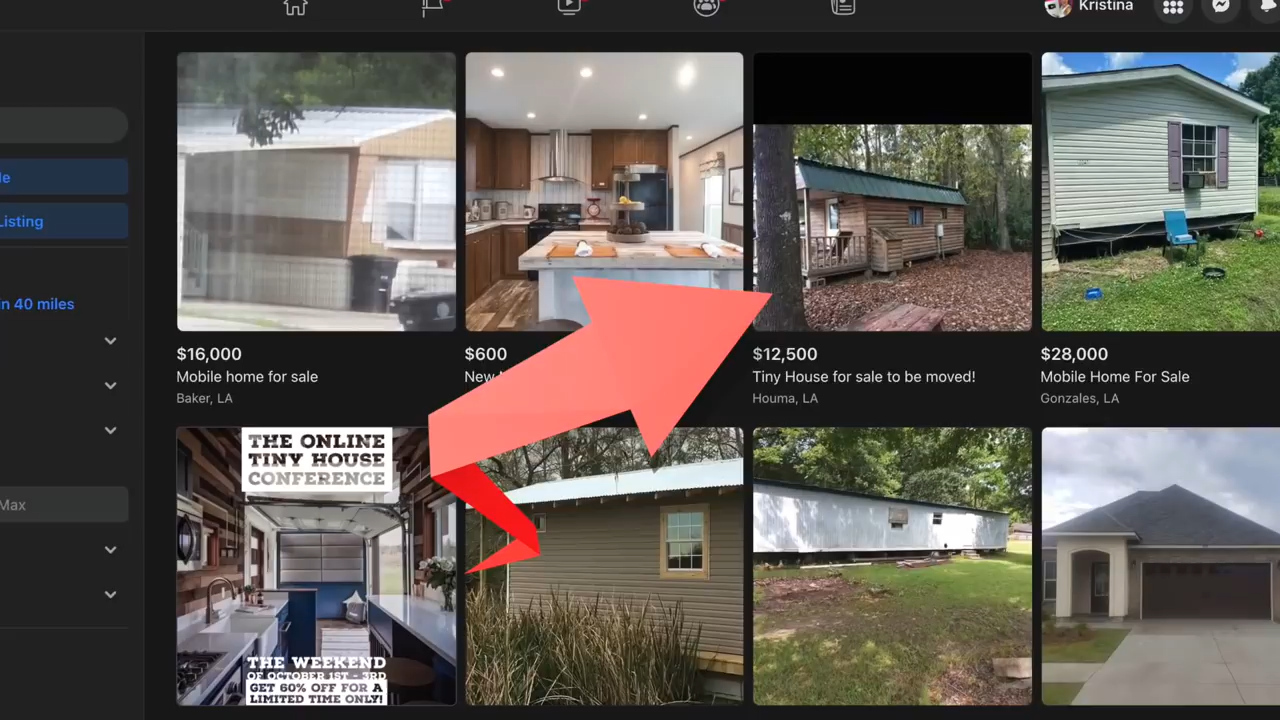 Kristina
le
Listing
in 40 miles
Max
$16,000
Mobile home for sale
Baker, LA
$600
New
$12,500
Tiny House for sale to be moved!
Houma, LA
$28,000
Mobile Home For Sale
Gonzales, LA
THE ONLINE
TINY HOUSE
CONFERENCE
THE WEEKEND
OF OCTOBER 1ST - 3RD
GET 60% OFF FOR A
LIMITED TIME ONLY!